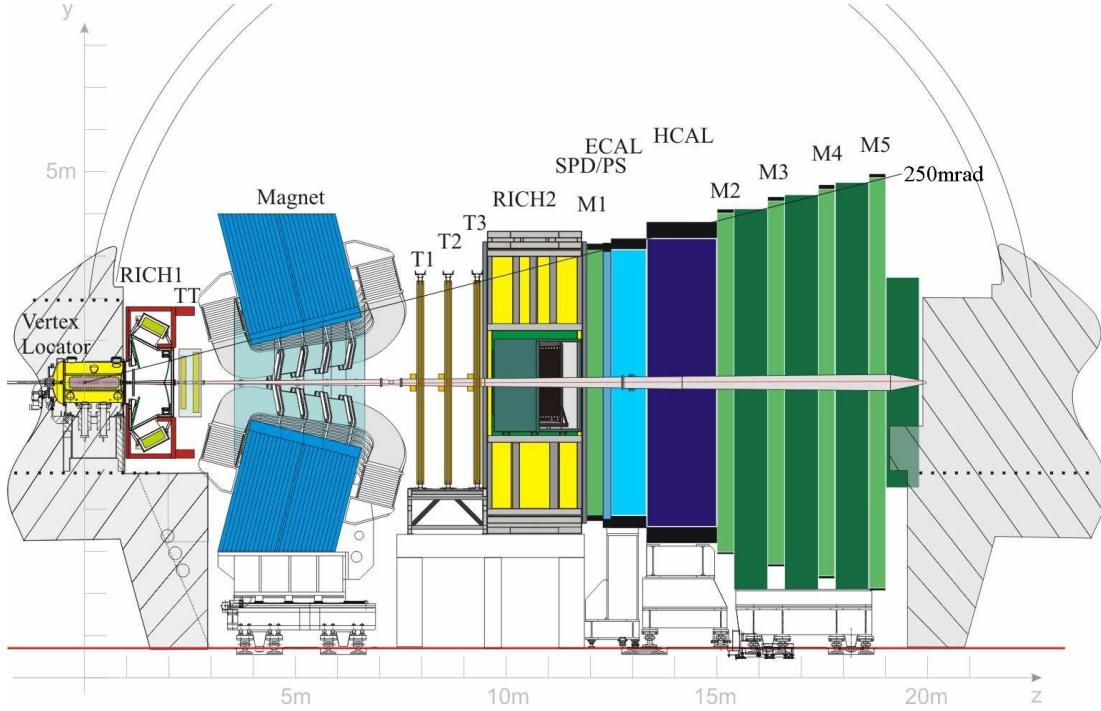 y
5m
Vertex
Locator
RICH1
TT
Magnet
T1
T2
T3
RICH2
M1
SPD/PS
ECAL
HCAL
M2
M3
M4
M5
250mrad
5m
10m
15m
20m
z